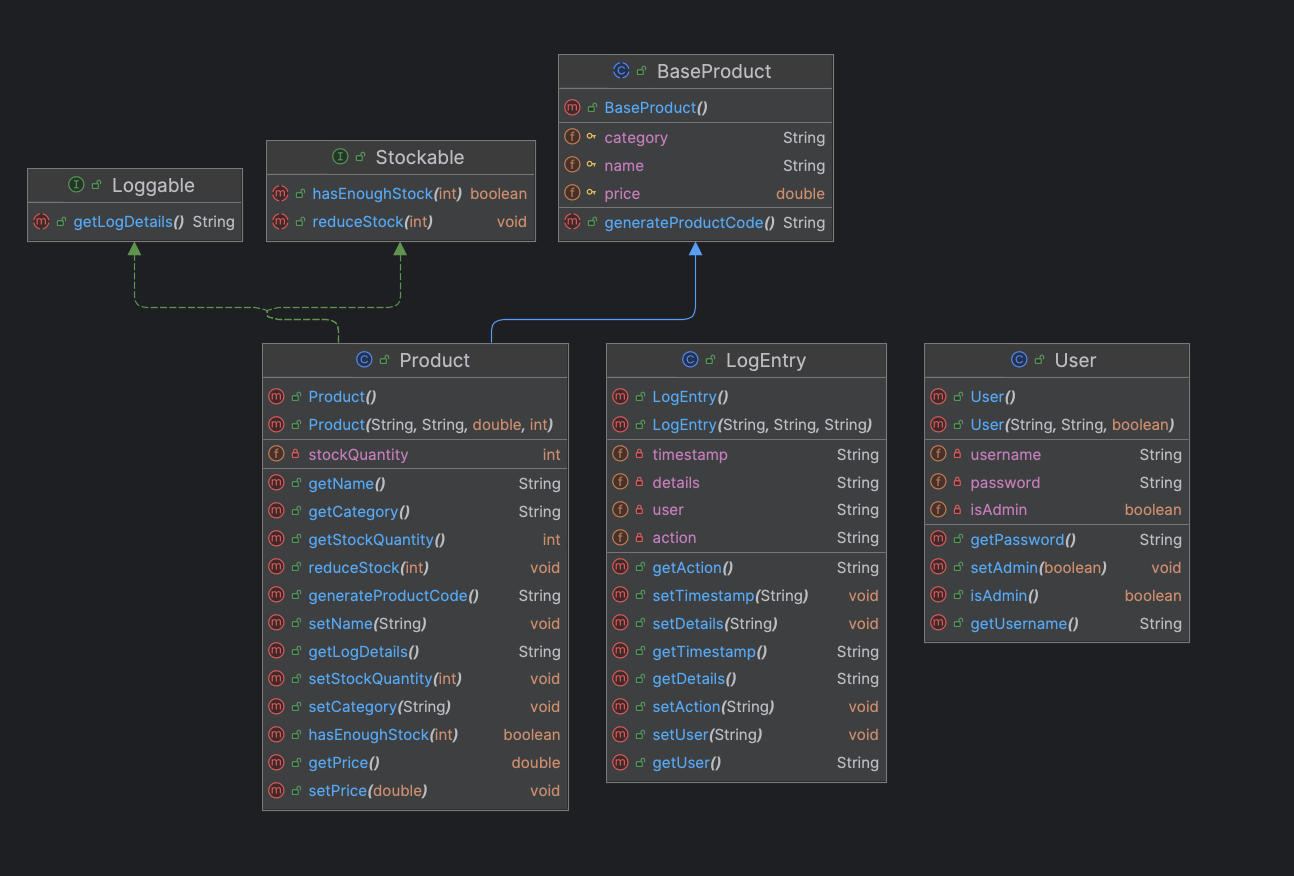 BaseProduct
BaseProduct()
category String
name String
price double
generateProductCode() String
Stockable
hasEnoughStock(int) boolean
reduceStock(int) void
Loggable
getLogDetails() String
Product
Product()
Product(String, String, double, int)
stockQuantity int
getName() String
getCategory() String
getStockQuantity() int
reduceStock(int) void
generateProductCode() String
setName(String) void
getLogDetails() String
setStockQuantity(int) void
setCategory(String) void
hasEnoughStock(int) boolean
getPrice() double
setPrice(double) void
LogEntry
LogEntry()
LogEntry(String, String, String)
timestamp String
details String
user String
action String
getAction() String
setTimestamp(String) void
setDetails(String) void
getTimestamp() String
getDetails() String
setAction(String) void
setUser(String) void
getUser() String
User
User()
User(String, String, boolean)
username String
password String
isAdmin boolean
getPassword() String
setAdmin(boolean) void
isAdmin() boolean
getUsername() String